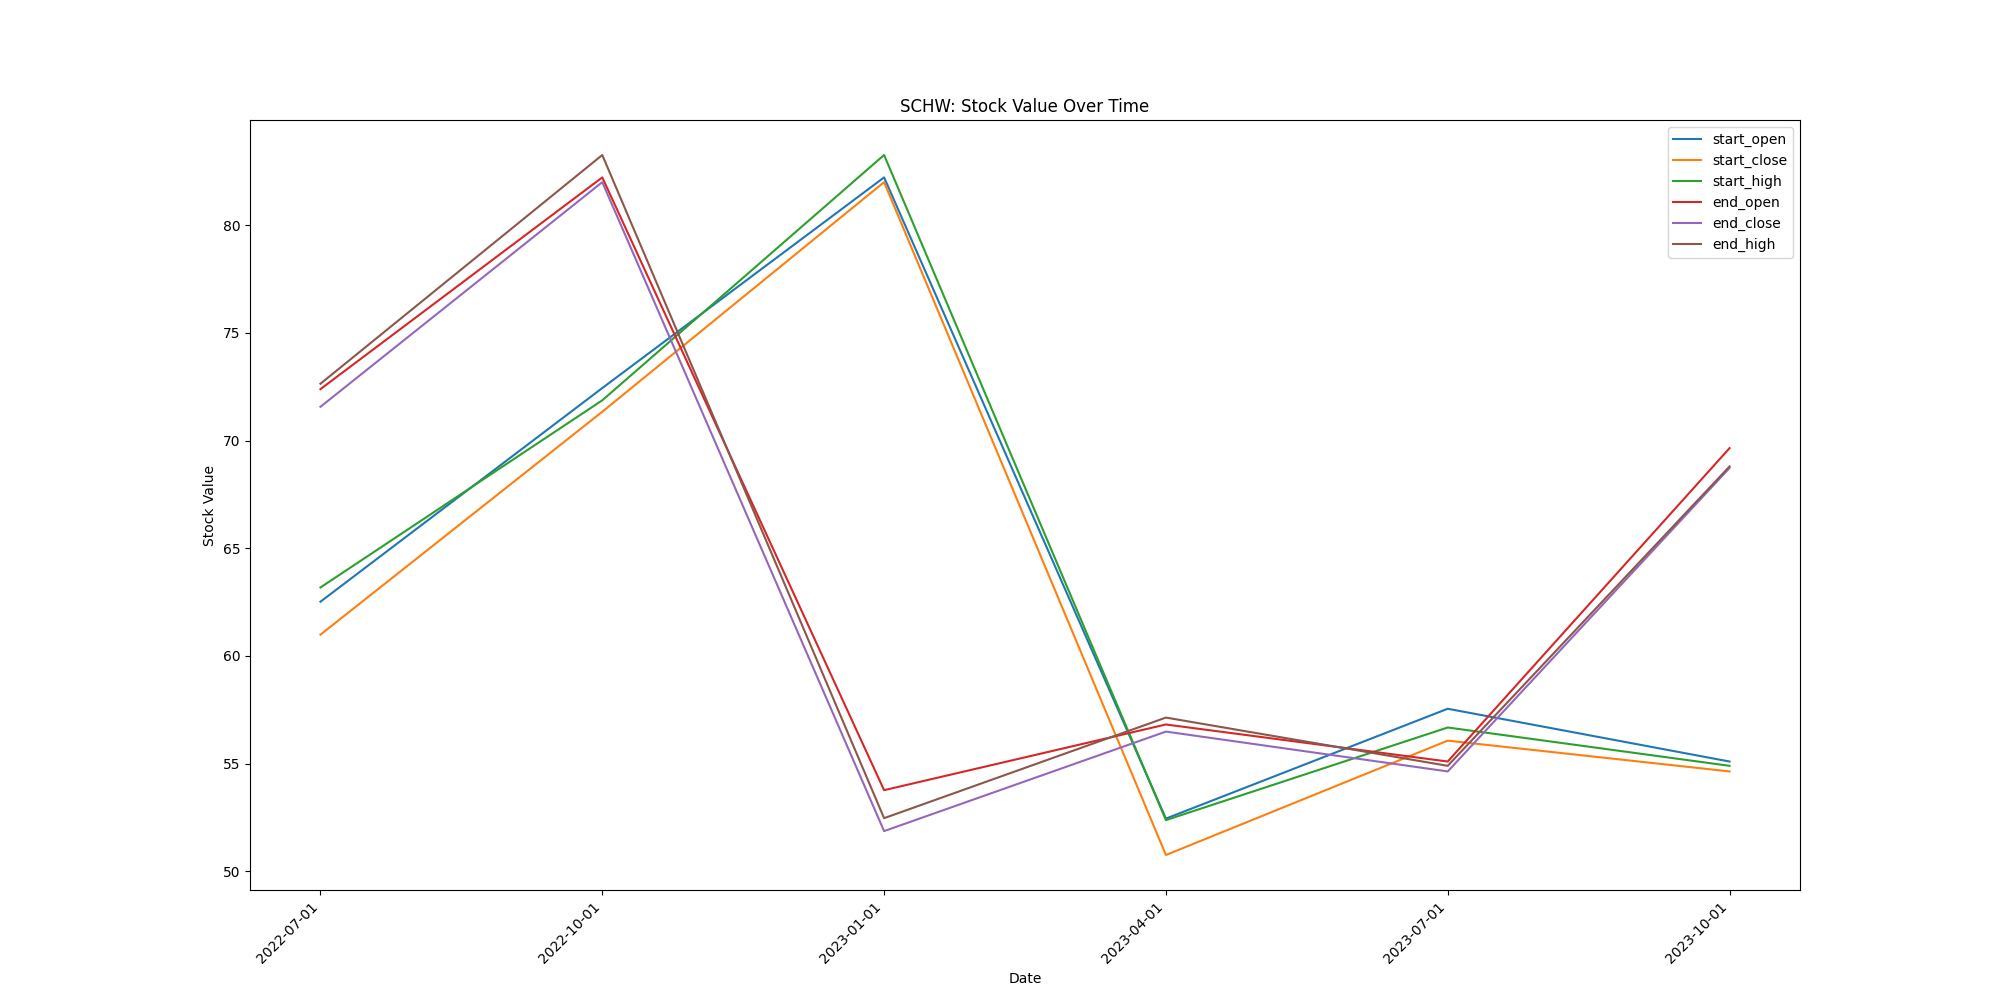 SCHW: Stock Value Over Time
start_open
start_close
start_high
end_open
end_close
end_high
Stock Value
80
75
70
65
60
55
50
2022-07-01
2022-10-01
2023-01-01
2023-04-01
2023-07-01
2023-10-01
Date